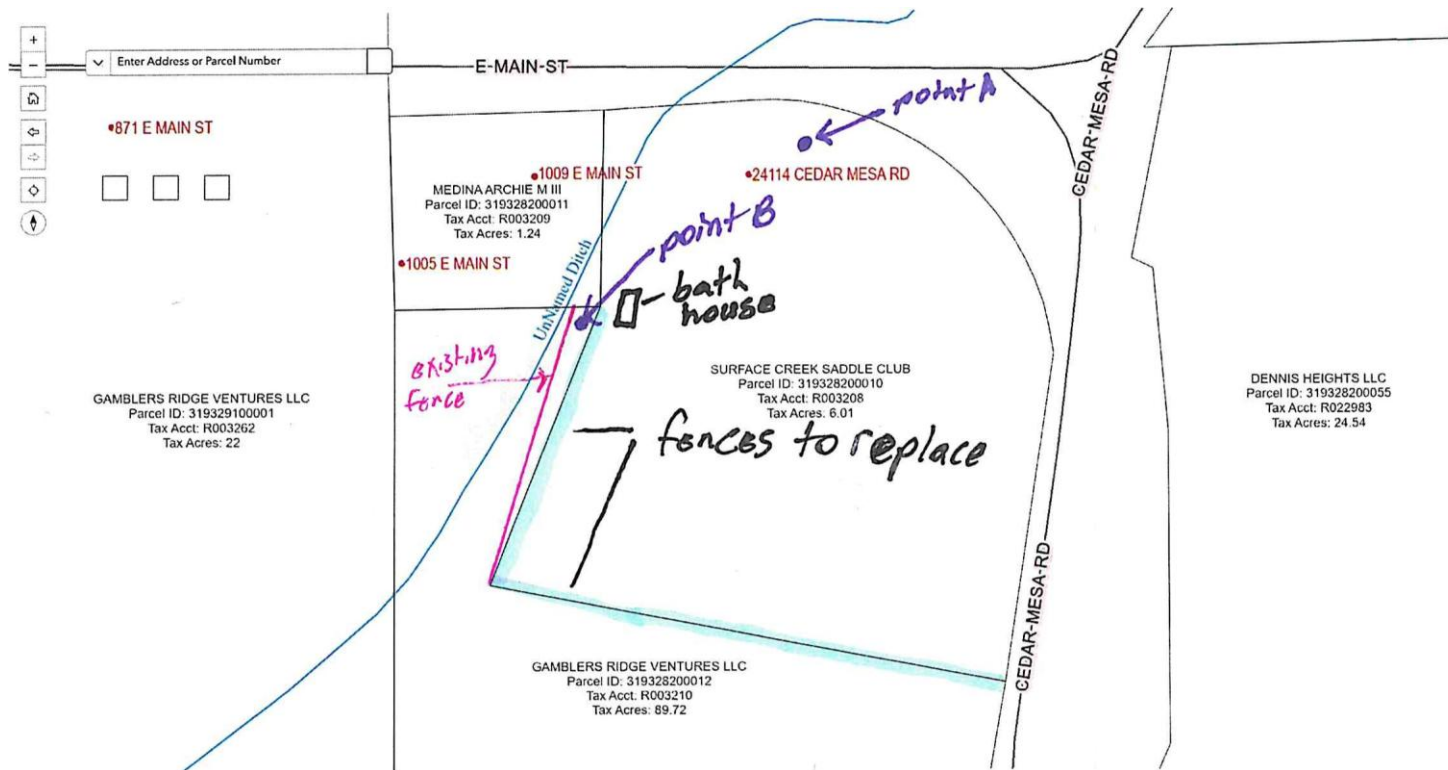 +
−
Enter Address or Parcel Number
E-MAIN-ST
CEDAR-MESA-RD
point A
871 E MAIN ST
1009 E MAIN ST
24114 CEDAR MESA RD
MEDINA ARCHIE M III
Parcel ID: 319328200011
Tax Acct: R003209
Tax Acres: 1.24
point B
1005 E MAIN ST
UnNamed Ditch
bath
house
existing
fence
SURFACE CREEK SADDLE CLUB
Parcel ID: 319328200010
Tax Acct: R003208
Tax Acres: 6.01
DENNIS HEIGHTS LLC
Parcel ID: 319328200055
Tax Acct: R022983
Tax Acres: 24.54
GAMBLERS RIDGE VENTURES LLC
Parcel ID: 319329100001
Tax Acct: R003262
Tax Acres: 22
fences to replace
CEDAR-MESA-RD
GAMBLERS RIDGE VENTURES LLC
Parcel ID: 319328200012
Tax Acct: R003210
Tax Acres: 89.72